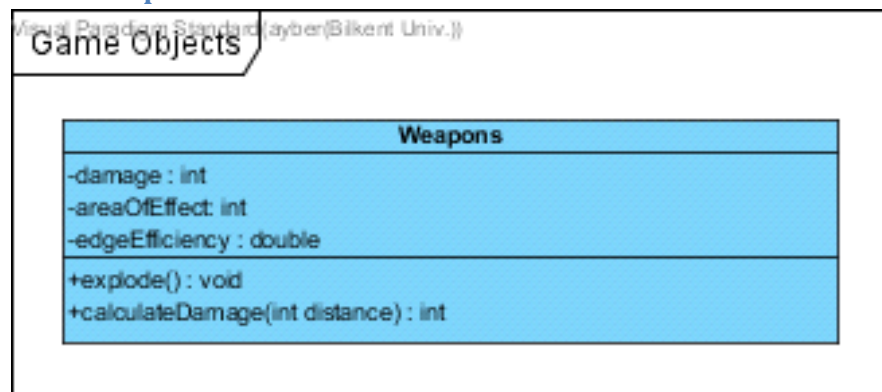 Visual Paradigm Standard(ayber(Bilkent Univ.))
Game Objects
Weapons
-damage : int
-areaOfEffect: int
-edgeEfficiency : double
+explode() : void
+calculateDamage(int distance) : int